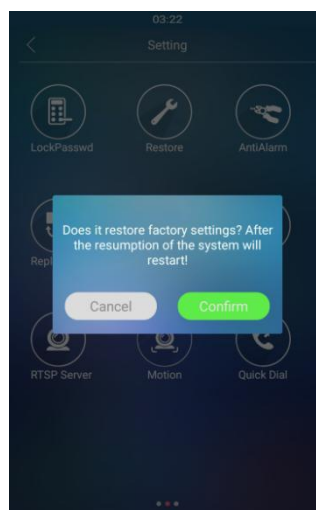 03:22
Setting
LockPasswd
Restore
AntiAlarm
Does it restore factory settings? After
the resumption of the system will
restart!
Cancel
Confirm
RTSP Server
Motion
Quick Dial